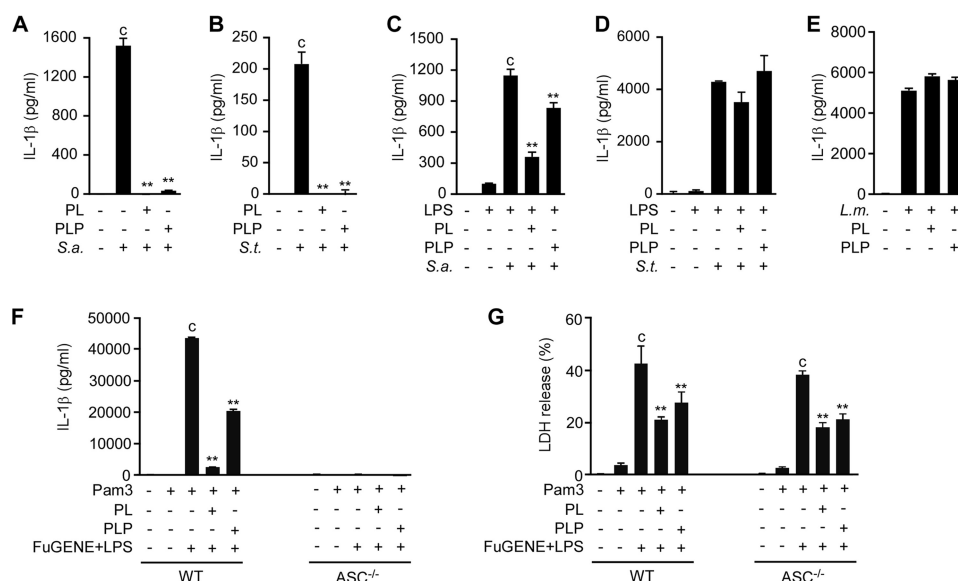 A
IL-1β (pg/ml)
1600
1200
800
400
0
C
**
**
PL - - + -
PLP - - - +
S.a. - + + +
B
IL-1β (pg/ml)
250
200
150
100
50
0
C
**
**
PL - - + -
PLP - - - +
S.t. - + + +
C
IL-1β (pg/ml)
1500
1200
900
600
300
0
C
**
**
LPS - + + + +
PL - - - + -
PLP - - - - +
S.a. - - + + +
D
IL-1β (pg/ml)
6000
4000
2000
0
LPS - + + + +
PL - - - + -
PLP - - - - +
S.t. - - + + +
E
IL-1β (pg/ml)
8000
6000
4000
2000
0
L.m. - + + +
PL - - + -
PLP - - - +
F
IL-1β (pg/ml)
50000
40000
30000
20000
10000
0
C
**
**
Pam3 - + + + + - + + + +
PL - - - + - - - - + -
PLP - - - - + - - - - +
FuGENE+LPS - - + + + - - + + +
WT ASC-/-
G
LDH release (%)
60
40
20
0
C
**
**
C
**
**
Pam3 - + + + + - + + + +
PL - - - + - - - - + -
PLP - - - - + - - - - +
FuGENE+LPS - - + + + - - + + +
WT ASC-/-